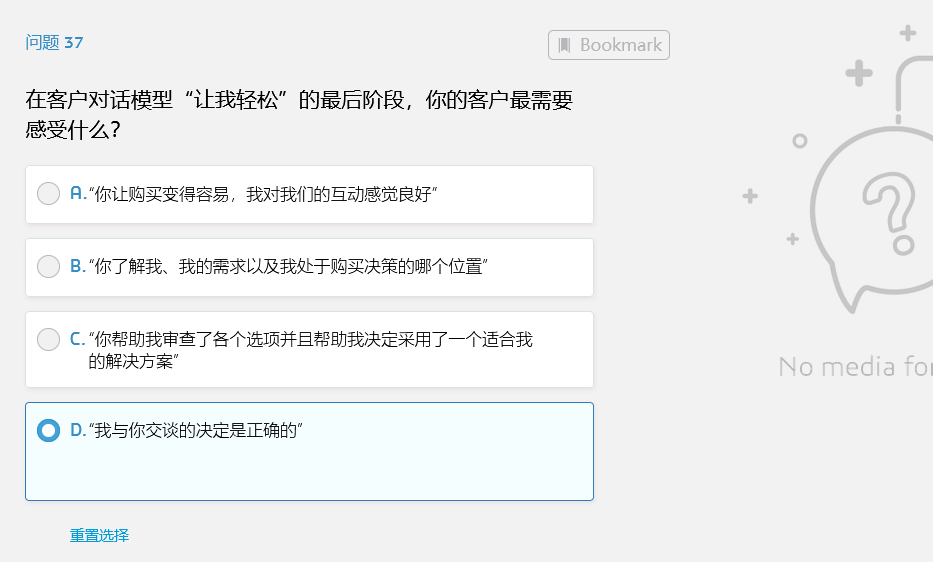 问题 37
Bookmark
在客户对话模型“让我轻松”的最后阶段，你的客户最需要
感受什么？
A. “你让购买变得容易，我对我们的互动感觉良好”
B. “你了解我、我的需求以及我处于购买决策的哪个位置”
C. “你帮助我审查了各个选项并且帮助我决定采用了一个适合我
的解决方案”
D. “我与你交谈的决定是正确的”
重置选择
No media for